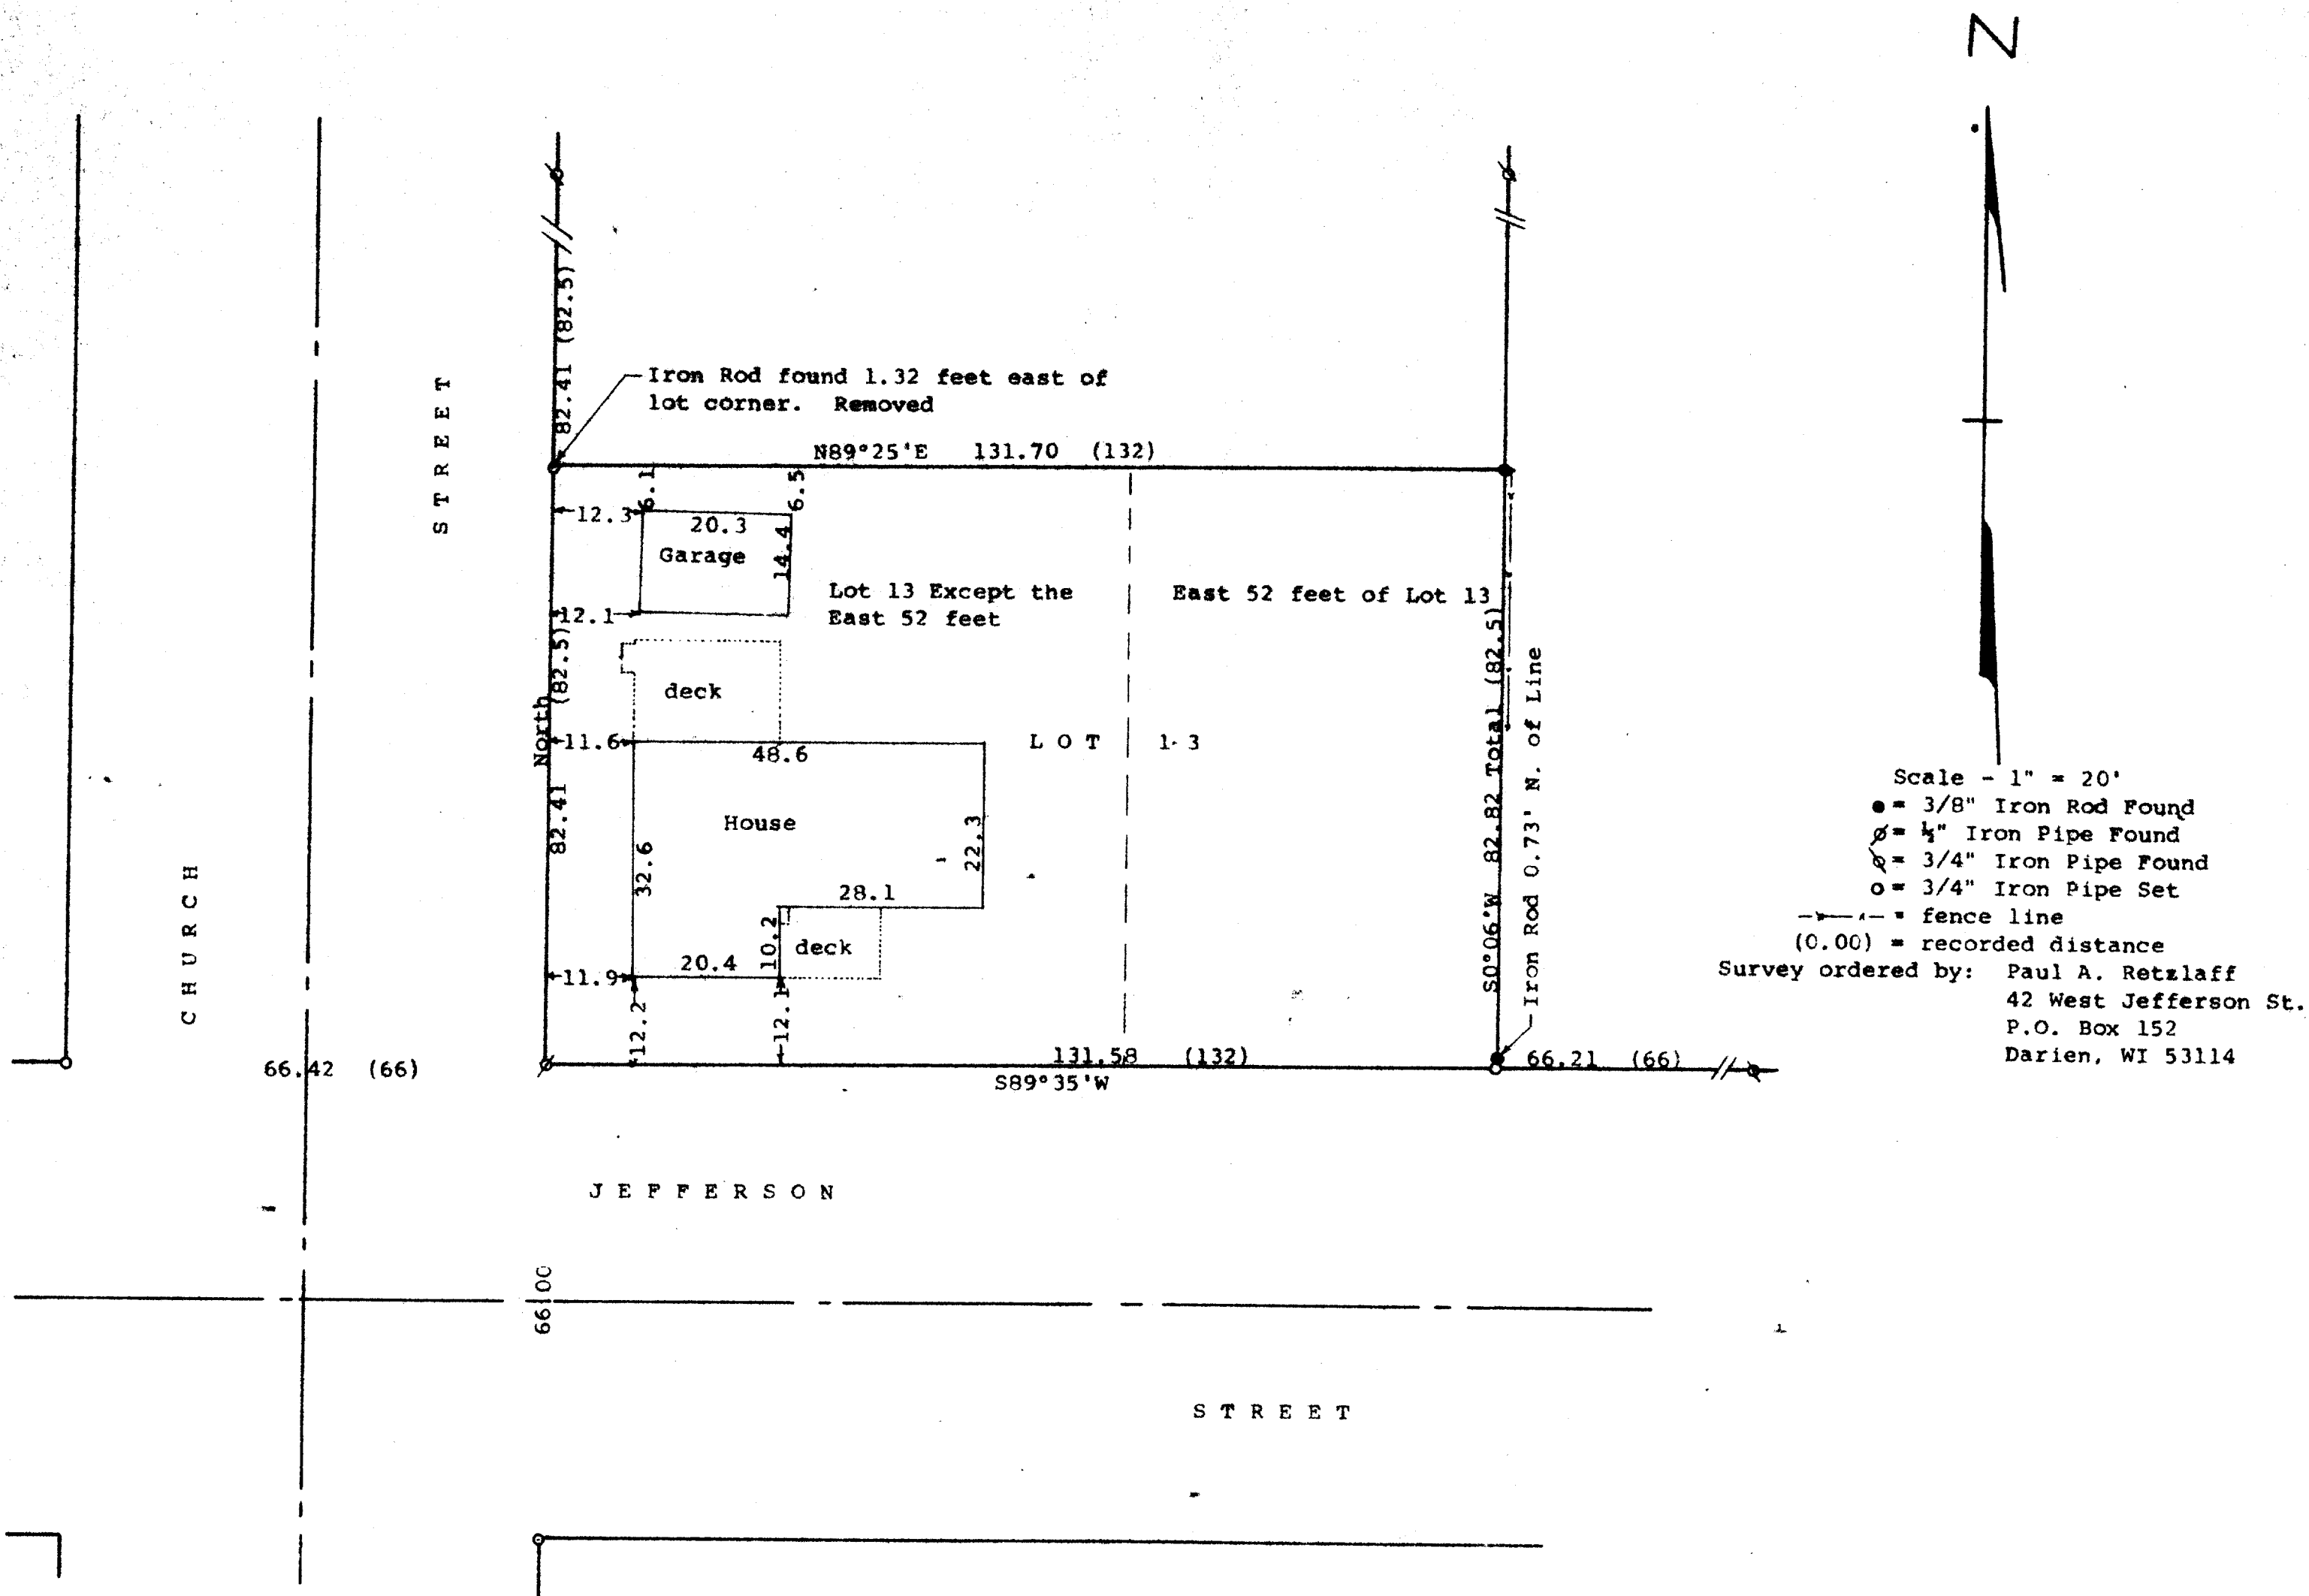 N
82.41 (82.5)
STREET
Iron Rod found 1.32 feet east of
lot corner. Removed
N89°25'E 131.70 (132)
6.1
6.5
12.3
20.3
Garage
14.4
12.1
Lot 13 Except the
East 52 feet
East 52 feet of Lot 13
deck
North
82.41 (82.5)
11.6
48.6
LOT 13
House
32.6
22.3
28.1
10.2
deck
20.4
11.9
12.2
12.1
S0°06'W 82.82 Total (82.5)
Iron Rod 0.73' N. of Line
CHURCH
66.42 (66)
131.58 (132)
S89°35'W
66.21 (66)
Scale - 1" = 20'
● = 3/8" Iron Rod Found
ø = ½" Iron Pipe Found
= 3/4" Iron Pipe Found
o = 3/4" Iron Pipe Set
= fence line
(0.00) = recorded distance
Survey ordered by: Paul A. Retzlaff
42 West Jefferson St.
P.O. Box 152
Darien, WI 53114
JEFFERSON
66.00
STREET